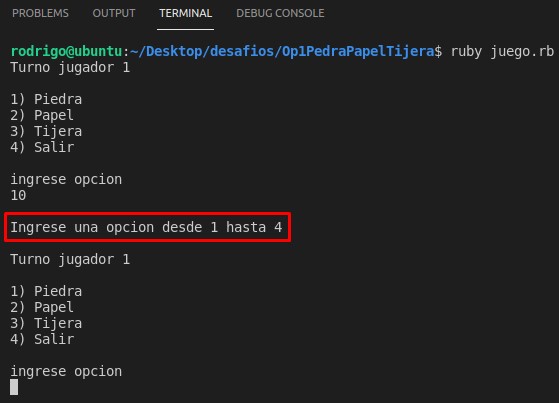 PROBLEMS OUTPUT TERMINAL DEBUG CONSOLE
rodrigo@ubuntu:~/Desktop/desafios/Op1PedraPapelTijera$ ruby juego.rb
Turno jugador 1
1) Piedra
2) Papel
3) Tijera
4) Salir
ingrese opcion
10
Ingrese una opcion desde 1 hasta 4
Turno jugador 1
1) Piedra
2) Papel
3) Tijera
4) Salir
ingrese opcion